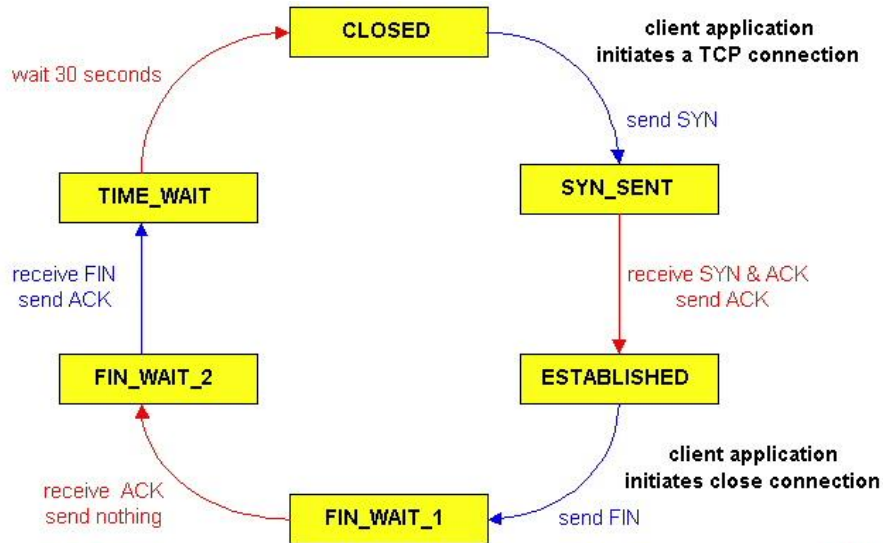 CLOSED
client application
initiates a TCP connection
wait 30 seconds
send SYN
TIME_WAIT
SYN_SENT
receive FIN
send ACK
receive SYN & ACK
send ACK
FIN_WAIT_2
ESTABLISHED
client application
initiates close connection
receive ACK
send nothing
FIN_WAIT_1
send FIN